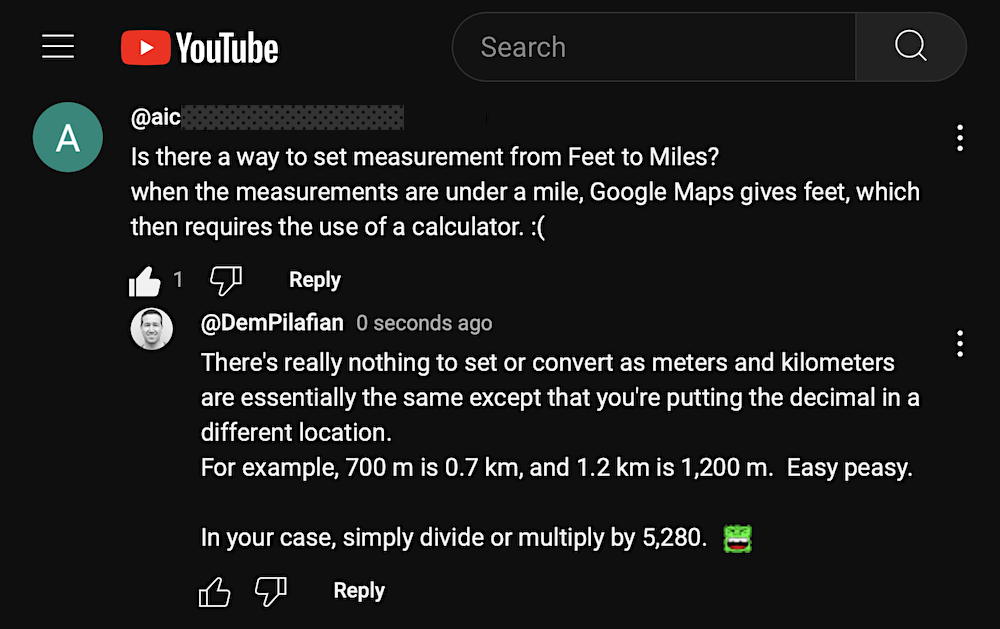 YouTube
Search
A
@aic
Is there a way to set measurement from Feet to Miles?
when the measurements are under a mile, Google Maps gives feet, which
then requires the use of a calculator. :(
1
Reply
@DemPilafian 0 seconds ago
There's really nothing to set or convert as meters and kilometers
are essentially the same except that you're putting the decimal in a
different location.
For example, 700 m is 0.7 km, and 1.2 km is 1,200 m. Easy peasy.
In your case, simply divide or multiply by 5,280.
Reply